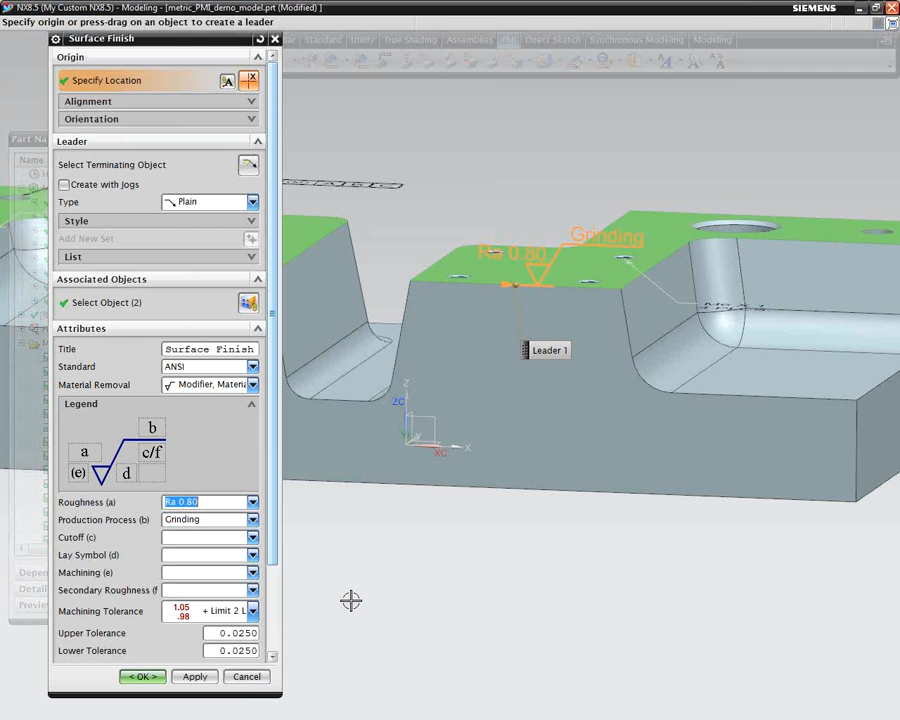 NX8.5 (My Custom NX8.5) - Modeling - [metric_PMI_demo_model.prt (Modified) ]
SIEMENS
Specify origin or press-drag on an object to create a leader
Surface Finish
Standard Utility True Shading Assemblies PMI Direct Sketch Synchronous Modeling Modeling
Origin
Specify Location
A
X
Alignment
Orientation
Part Na
Name
Leader
Select Terminating Object
Create with Jogs
Type
Plain
Style
Add New Set
List
Associated Objects
Select Object (2)
Attributes
Title
Surface Finish
Standard
ANSI
Material Removal
Modifier, Materia
Legend
b
a
c/f
(e)
d
Roughness (a)
Ra 0.80
Production Process (b)
Grinding
Cutoff (c)
Lay Symbol (d)
Machining (e)
Secondary Roughness (f
Machining Tolerance
1.05
.98
+ Limit 2 L
Upper Tolerance
0.0250
Lower Tolerance
0.0250
Depen
Detail
Previe
< OK >
Apply
Cancel
Grinding
Ra 0.80
Leader 1
Z
ZC
Y
X
XC